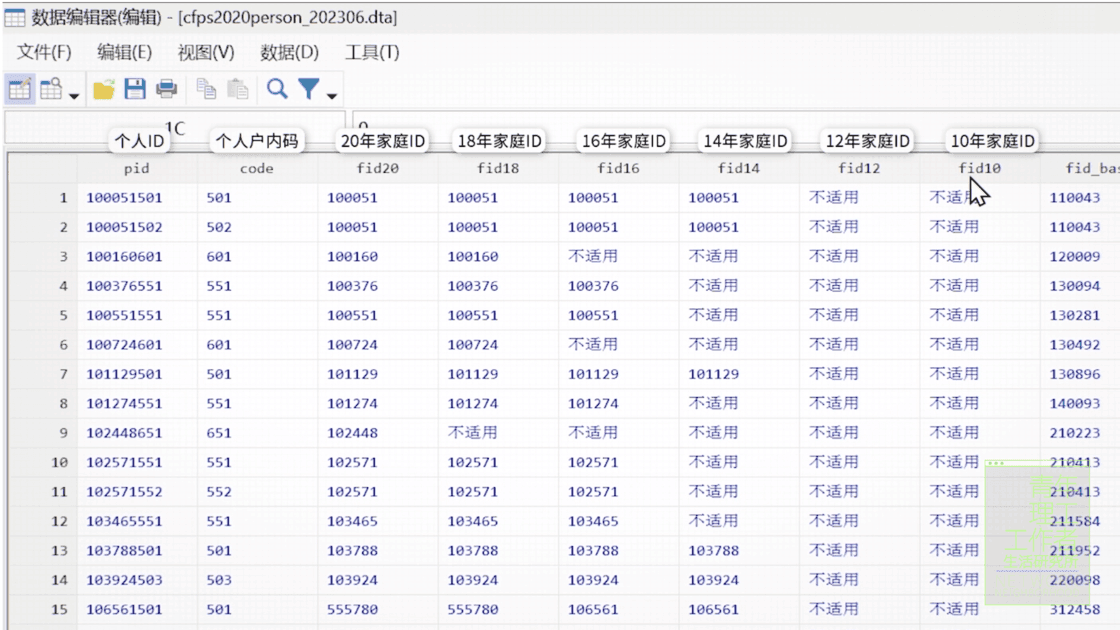 数据编辑器(编辑) - [cfps2020person_202306.dta]
文件(F) 编辑(E) 视图(V) 数据(D) 工具(T)
1C 0
个人ID 个人户内码 20年家庭ID 18年家庭ID 16年家庭ID 14年家庭ID 12年家庭ID 10年家庭ID
pid code fid20 fid18 fid16 fid14 fid12 fid10 fid_bas
1 100051501 501 100051 100051 100051 100051 不适用 不适用 110043
2 100051502 502 100051 100051 100051 100051 不适用 不适用 110043
3 100160601 601 100160 100160 不适用 不适用 不适用 不适用 120009
4 100376551 551 100376 100376 100376 不适用 不适用 不适用 130094
5 100551551 551 100551 100551 100551 不适用 不适用 不适用 130281
6 100724601 601 100724 100724 不适用 不适用 不适用 不适用 130492
7 101129501 501 101129 101129 101129 101129 不适用 不适用 130896
8 101274551 551 101274 101274 101274 不适用 不适用 不适用 140093
9 102448651 651 102448 不适用 不适用 不适用 不适用 不适用 210223
10 102571551 551 102571 102571 102571 不适用 不适用 不适用 210413
11 102571552 552 102571 102571 102571 不适用 不适用 不适用 210413
12 103465551 551 103465 103465 103465 不适用 不适用 不适用 211584
13 103788501 501 103788 103788 103788 103788 不适用 不适用 211952
14 103924503 503 103924 103924 103924 103924 不适用 不适用 220098
15 106561501 501 555780 555780 106561 106561 不适用 不适用 312458